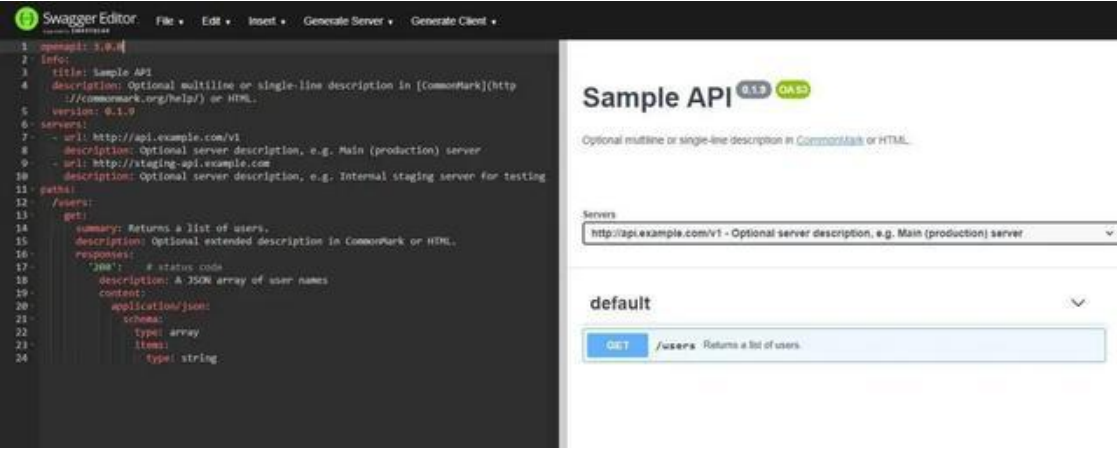 Swagger Editor
File Edit Insert Generate Server Generate Client
1 openapi: 3.0.0
2 info:
3 title: Sample API
4 description: Optional multiline or single-line description in [CommonMark](http
://commonmark.org/help/) or HTML.
5 version: 0.1.9
6 servers:
7 - url: http://api.example.com/v1
8 description: Optional server description, e.g. Main (production) server
9 - url: http://staging-api.example.com
10 description: Optional server description, e.g. Internal staging server for testing
11 paths:
12 /users:
13 get:
14 summary: Returns a list of users.
15 description: Optional extended description in CommonMark or HTML.
16 responses:
17 '200': # status code
18 description: A JSON array of user names
19 content:
20 application/json:
21 schema:
22 type: array
23 items:
24 type: string
Sample API 0.1.9
Optional multiline or single-line description in CommonMark or HTML.
Servers
http://api.example.com/v1 - Optional server description, e.g. Main (production) server
default
GET /users Returns a list of users.